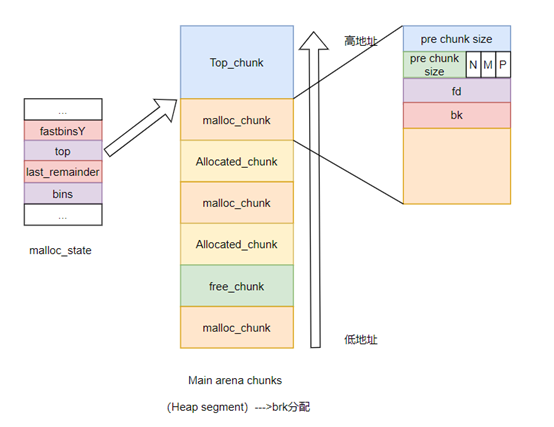 ...
fastbinsY
top
last_remainder
bins
...
malloc_state
Top_chunk
malloc_chunk
Allocated_chunk
malloc_chunk
Allocated_chunk
free_chunk
malloc_chunk
Main arena chunks
(Heap segment) --->brk分配
高地址
低地址
pre chunk size
pre chunk
size
N
M
P
fd
bk